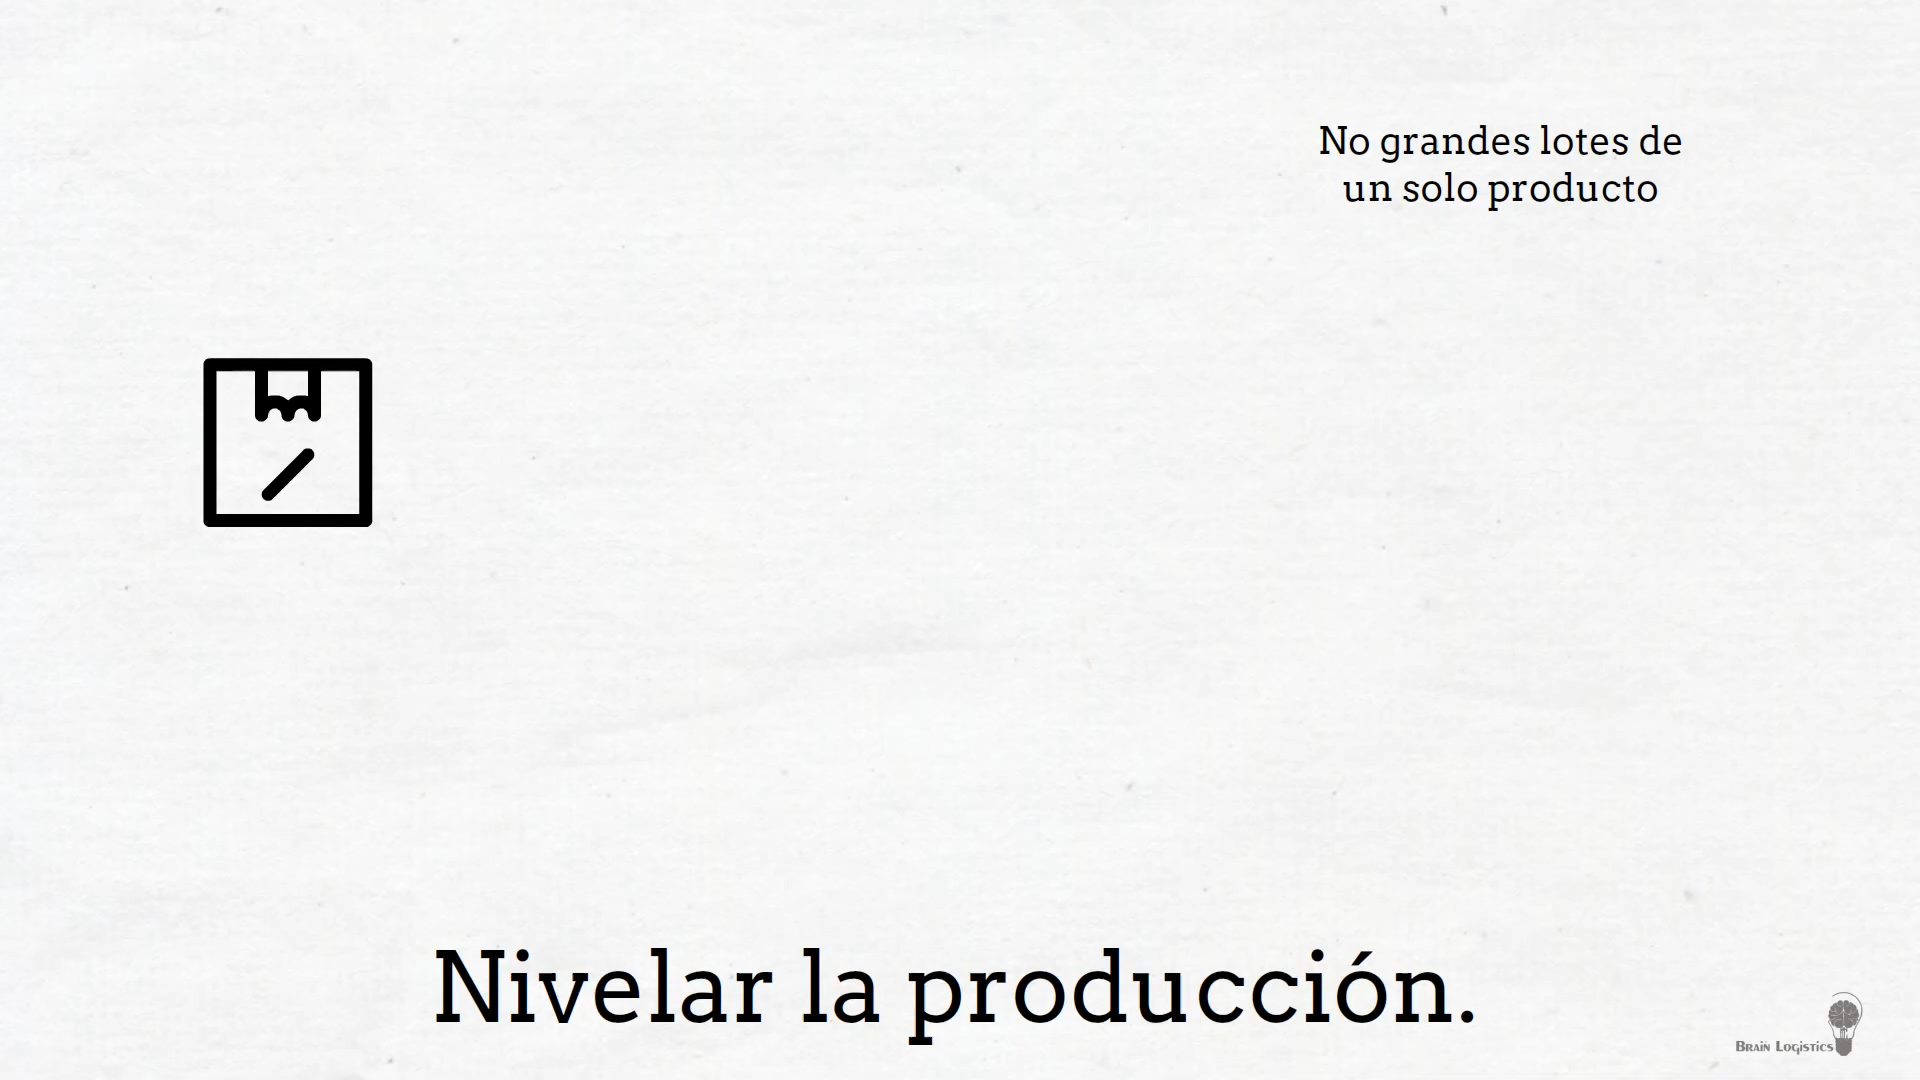 No grandes lotes de
un solo producto
Nivelar la producción.
Brain Logistics